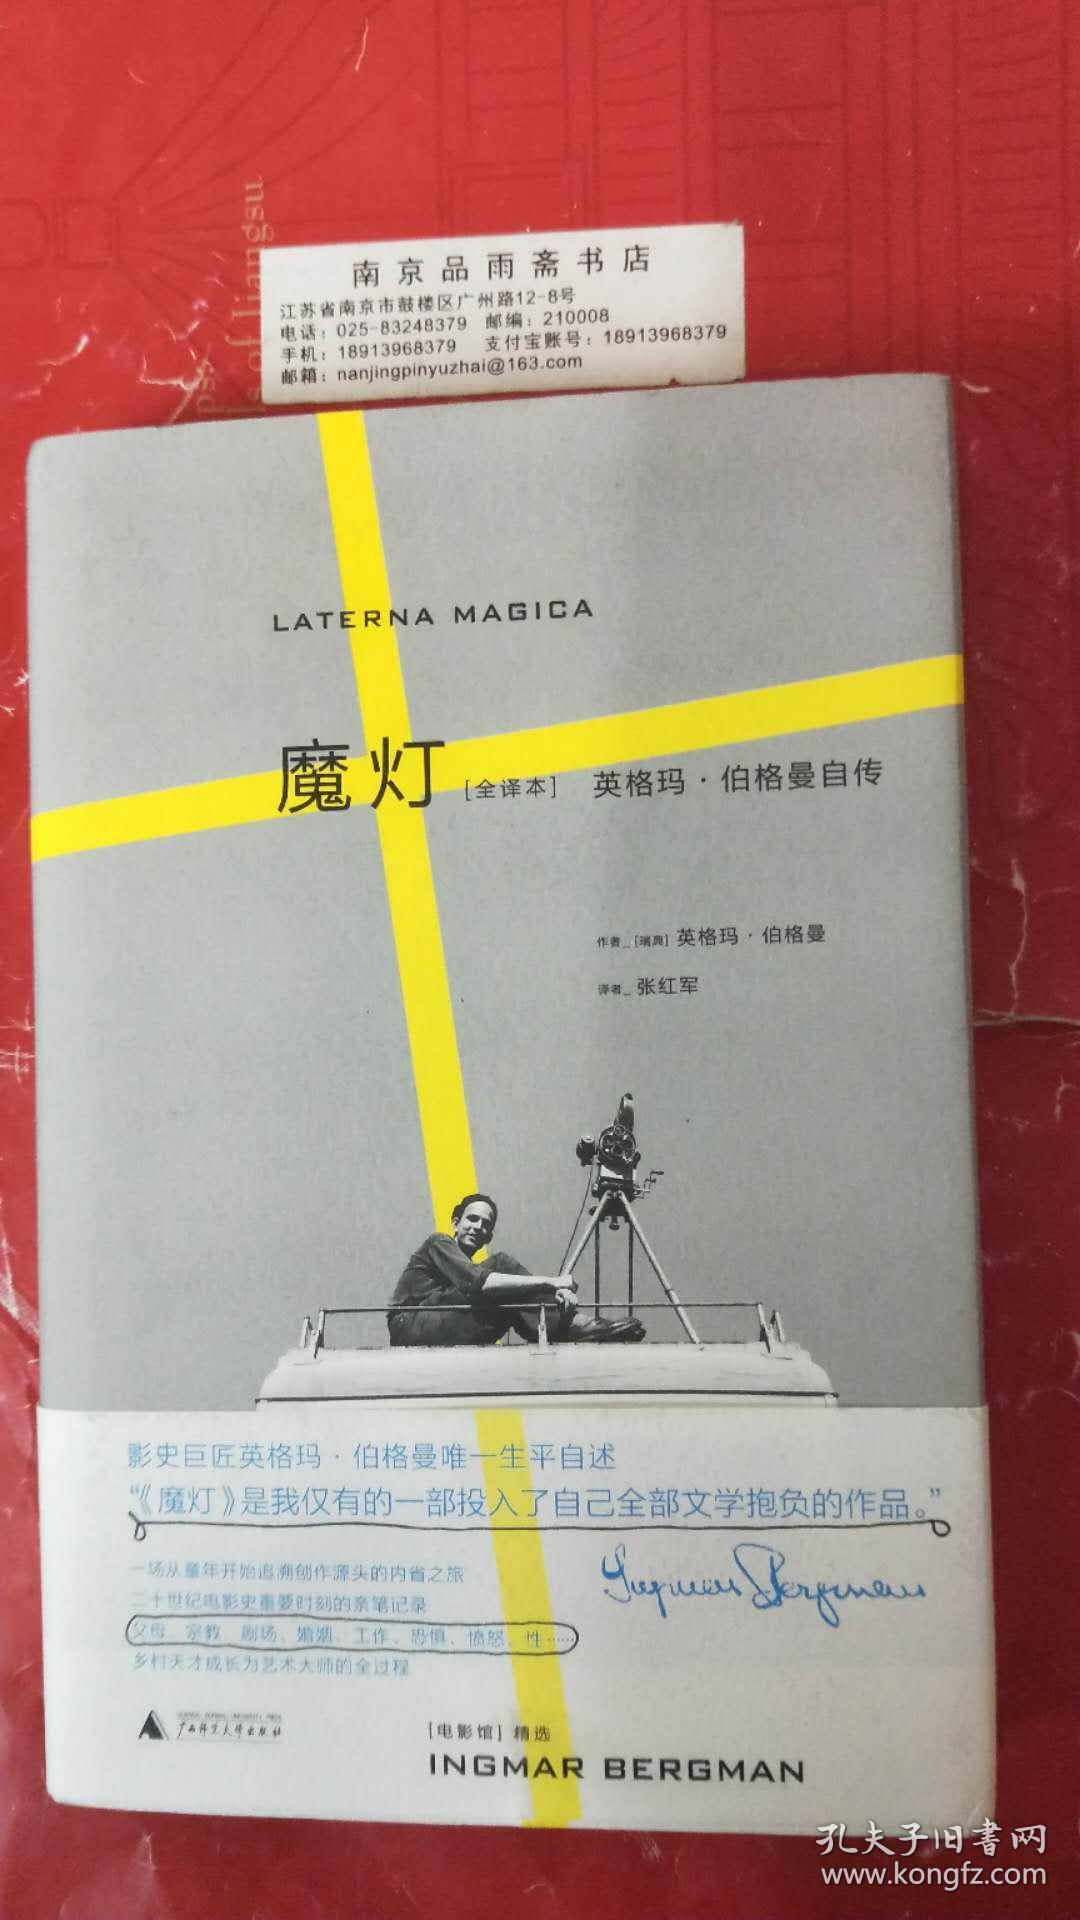 of Jiangsu
南京品雨斋书店
江苏省南京市鼓楼区广州路12-8号
电话：025-83248379 邮编：210008
手机：18913968379 支付宝账号：18913968379
邮箱：nanjingpinyuzhai@163.com
LATERNA MAGICA
魔灯 [全译本] 英格玛·伯格曼自传
作者_[瑞典] 英格玛·伯格曼
译者_ 张红军
影史巨匠英格玛·伯格曼唯一生平自述
“《魔灯》是我仅有的一部投入了自己全部文学抱负的作品。”
Ingmar Bergman
一场从童年开始追溯创作源头的内省之旅
二十世纪电影史重要时刻的亲笔记录
父母、宗教、剧场、婚姻、工作、恐惧、愤怒、性……
乡村天才成长为艺术大师的全过程
广西师范大学出版社
[电影馆] 精选
INGMAR BERGMAN
孔夫子旧书网
www.kongfz.com